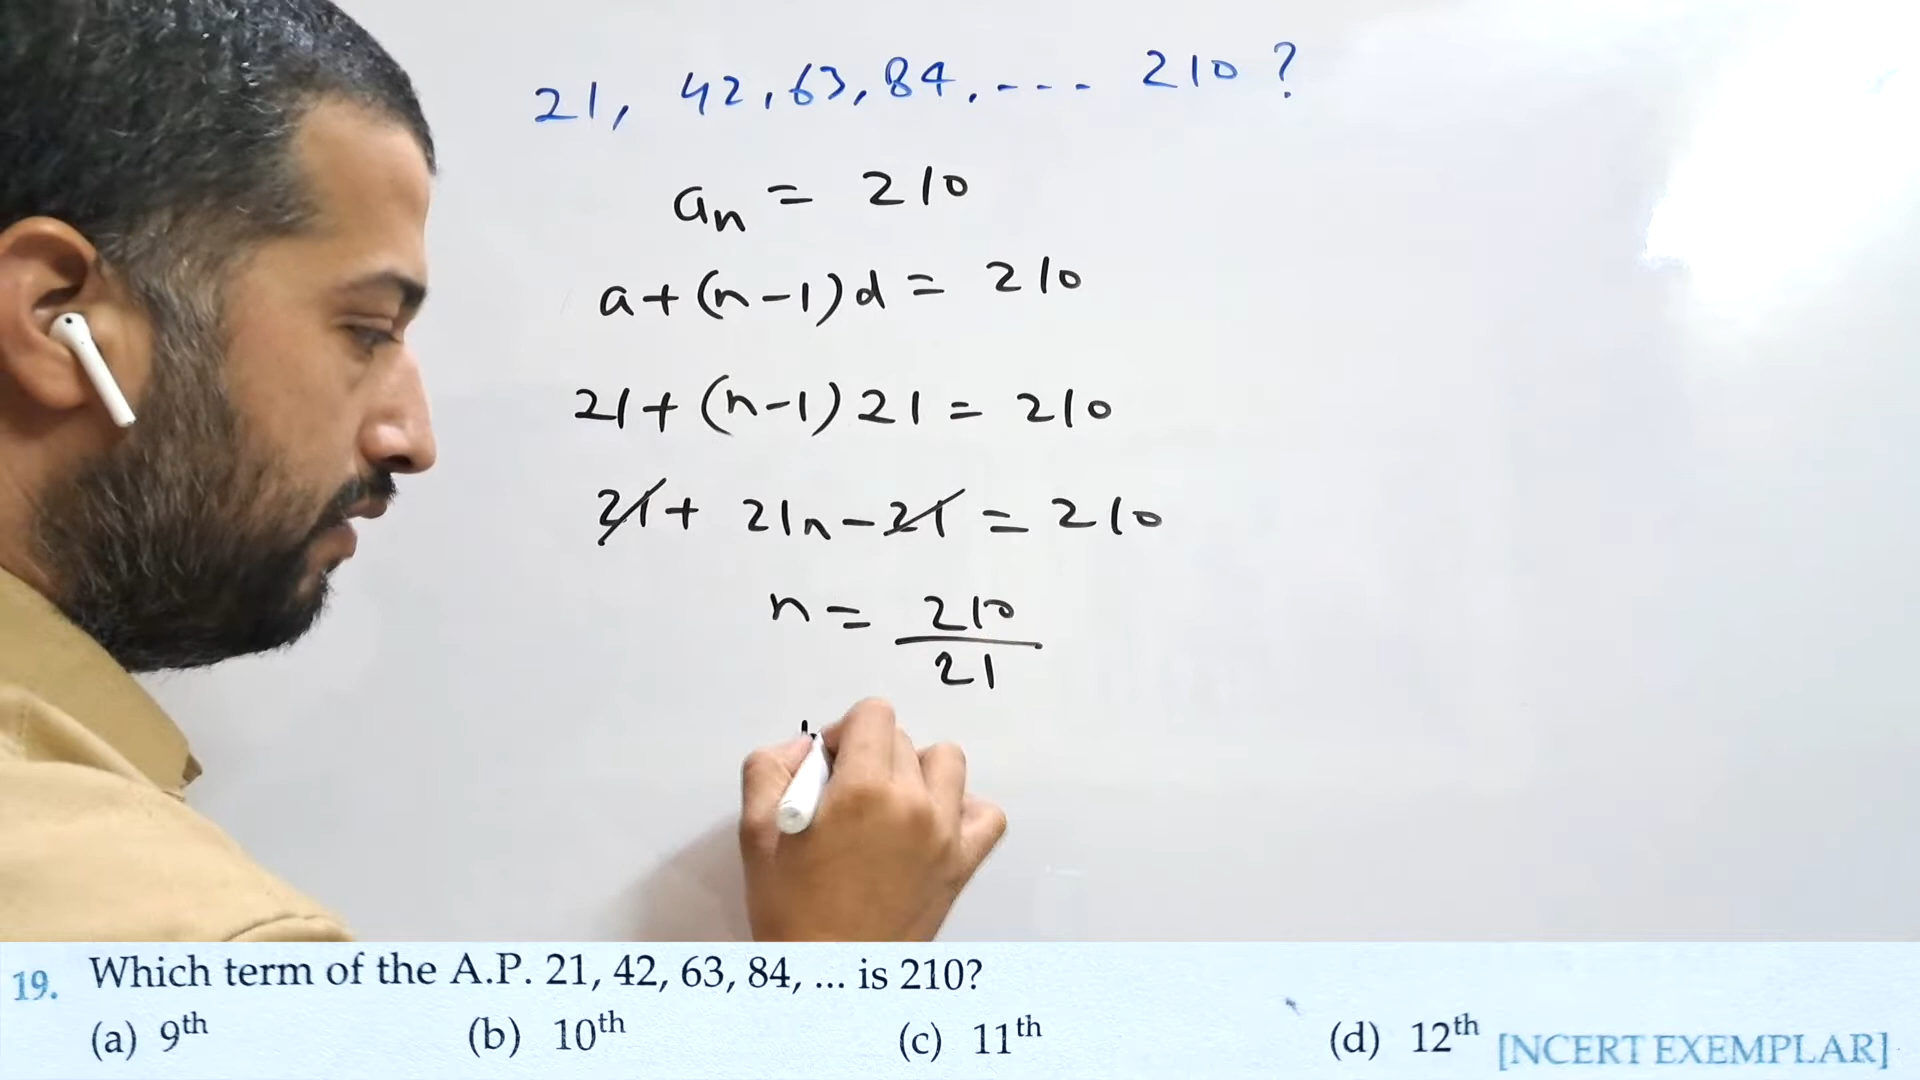 21, 42, 63, 84, --- 210 ?
an = 210
a+(n-1)d = 210
21+(n-1)21 = 210
21+ 21n-21 = 210
n = 210
21
19. Which term of the A.P. 21, 42, 63, 84, ... is 210?
(a) 9th (b) 10th (c) 11th (d) 12th [NCERT EXEMPLAR]